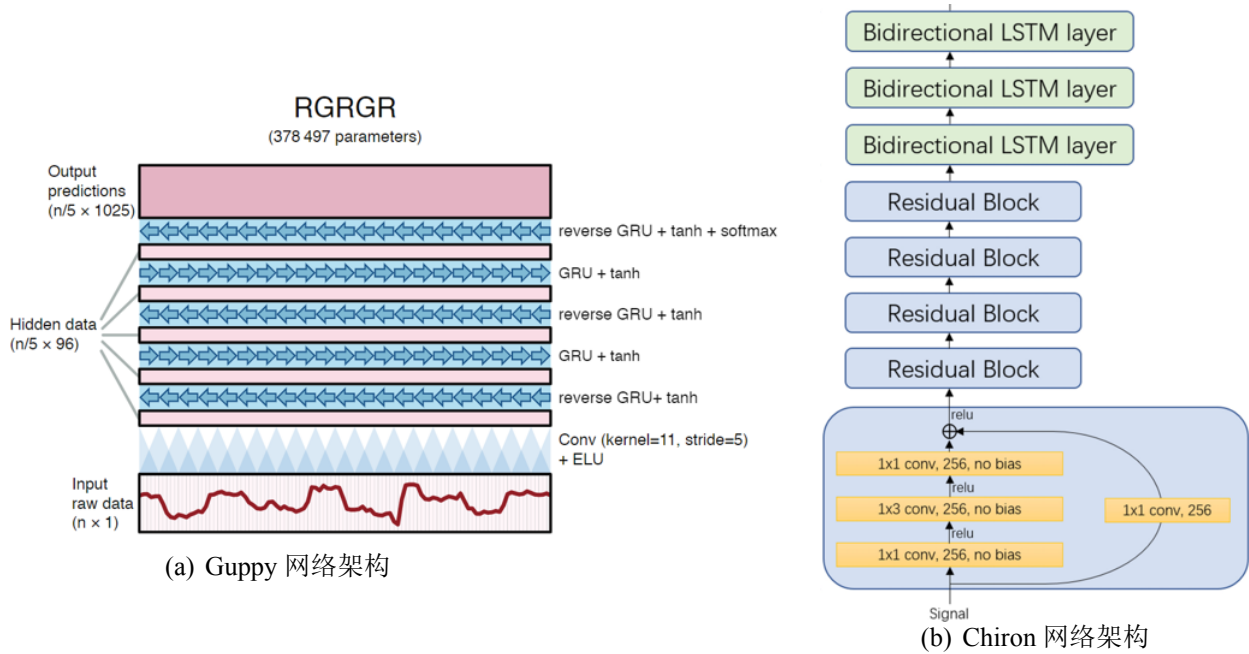 RGRGR
(378 497 parameters)
Output
predictions
(n/5 × 1025)
reverse GRU + tanh + softmax
GRU + tanh
reverse GRU + tanh
GRU + tanh
reverse GRU+ tanh
Hidden data
(n/5 × 96)
Conv (kernel=11, stride=5)
+ ELU
Input
raw data
(n × 1)
(a) Guppy 网络架构
Bidirectional LSTM layer
Bidirectional LSTM layer
Bidirectional LSTM layer
Residual Block
Residual Block
Residual Block
Residual Block
relu
1x1 conv, 256, no bias
relu
1x3 conv, 256, no bias
relu
1x1 conv, 256, no bias
1x1 conv, 256
Signal
(b) Chiron 网络架构